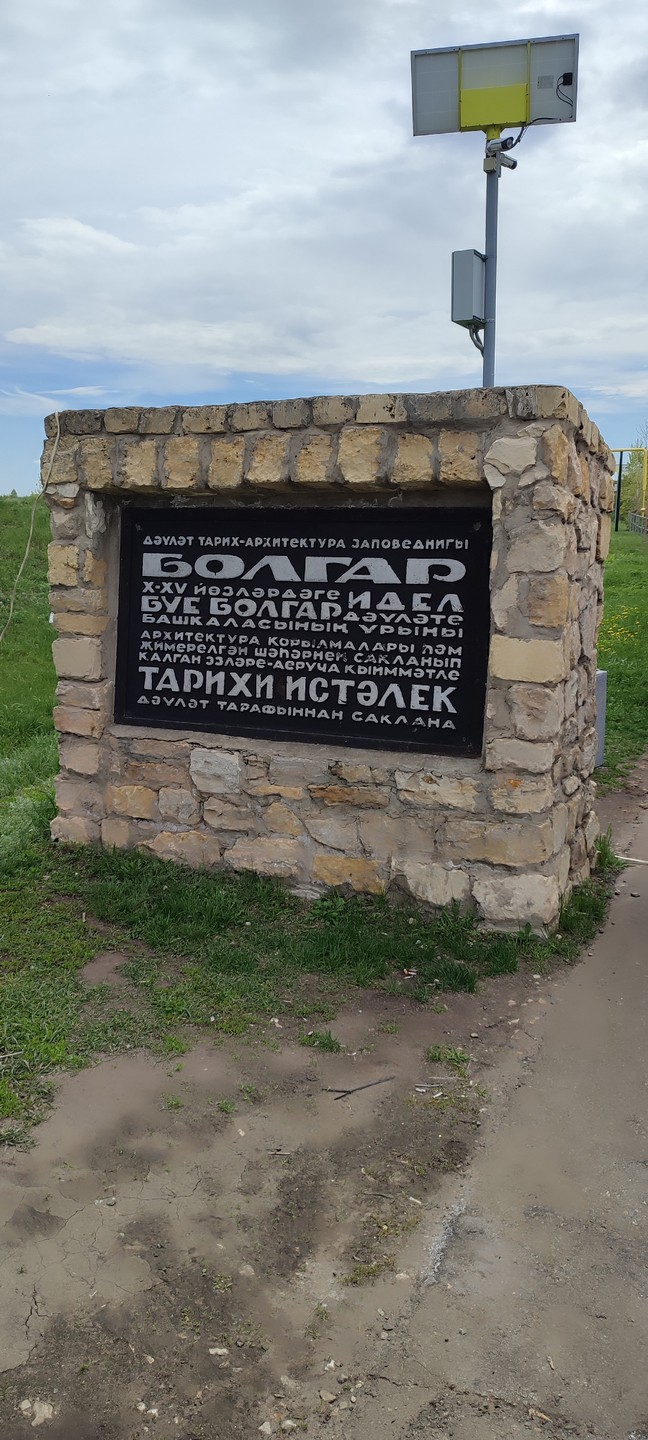 ДӘҮЛӘТ ТАРИХ-АРХИТЕКТУРА ЗАПОВЕДНИГЫ
БОЛГАР
X-XV ЙӨЗЛӘРДӘГЕ ИДЕЛ
БУЕ БОЛГАР ДӘҮЛӘТЕ
БАШКАЛАСЫНЫҢ УРЫНЫ
АРХИТЕКТУРА КОРЫЛМАЛАРЫ ҺӘМ
ҖИМЕРЕЛГӘН ШӘҺӘРНЕҢ САКЛАНЫП
КАЛГАН ЭЗЛӘРЕ-АЕРУЧА КЫЙММӘТЛЕ
ТАРИХИ ИСТӘЛЕК
ДӘҮЛӘТ ТАРАФЫННАН САКЛАНА